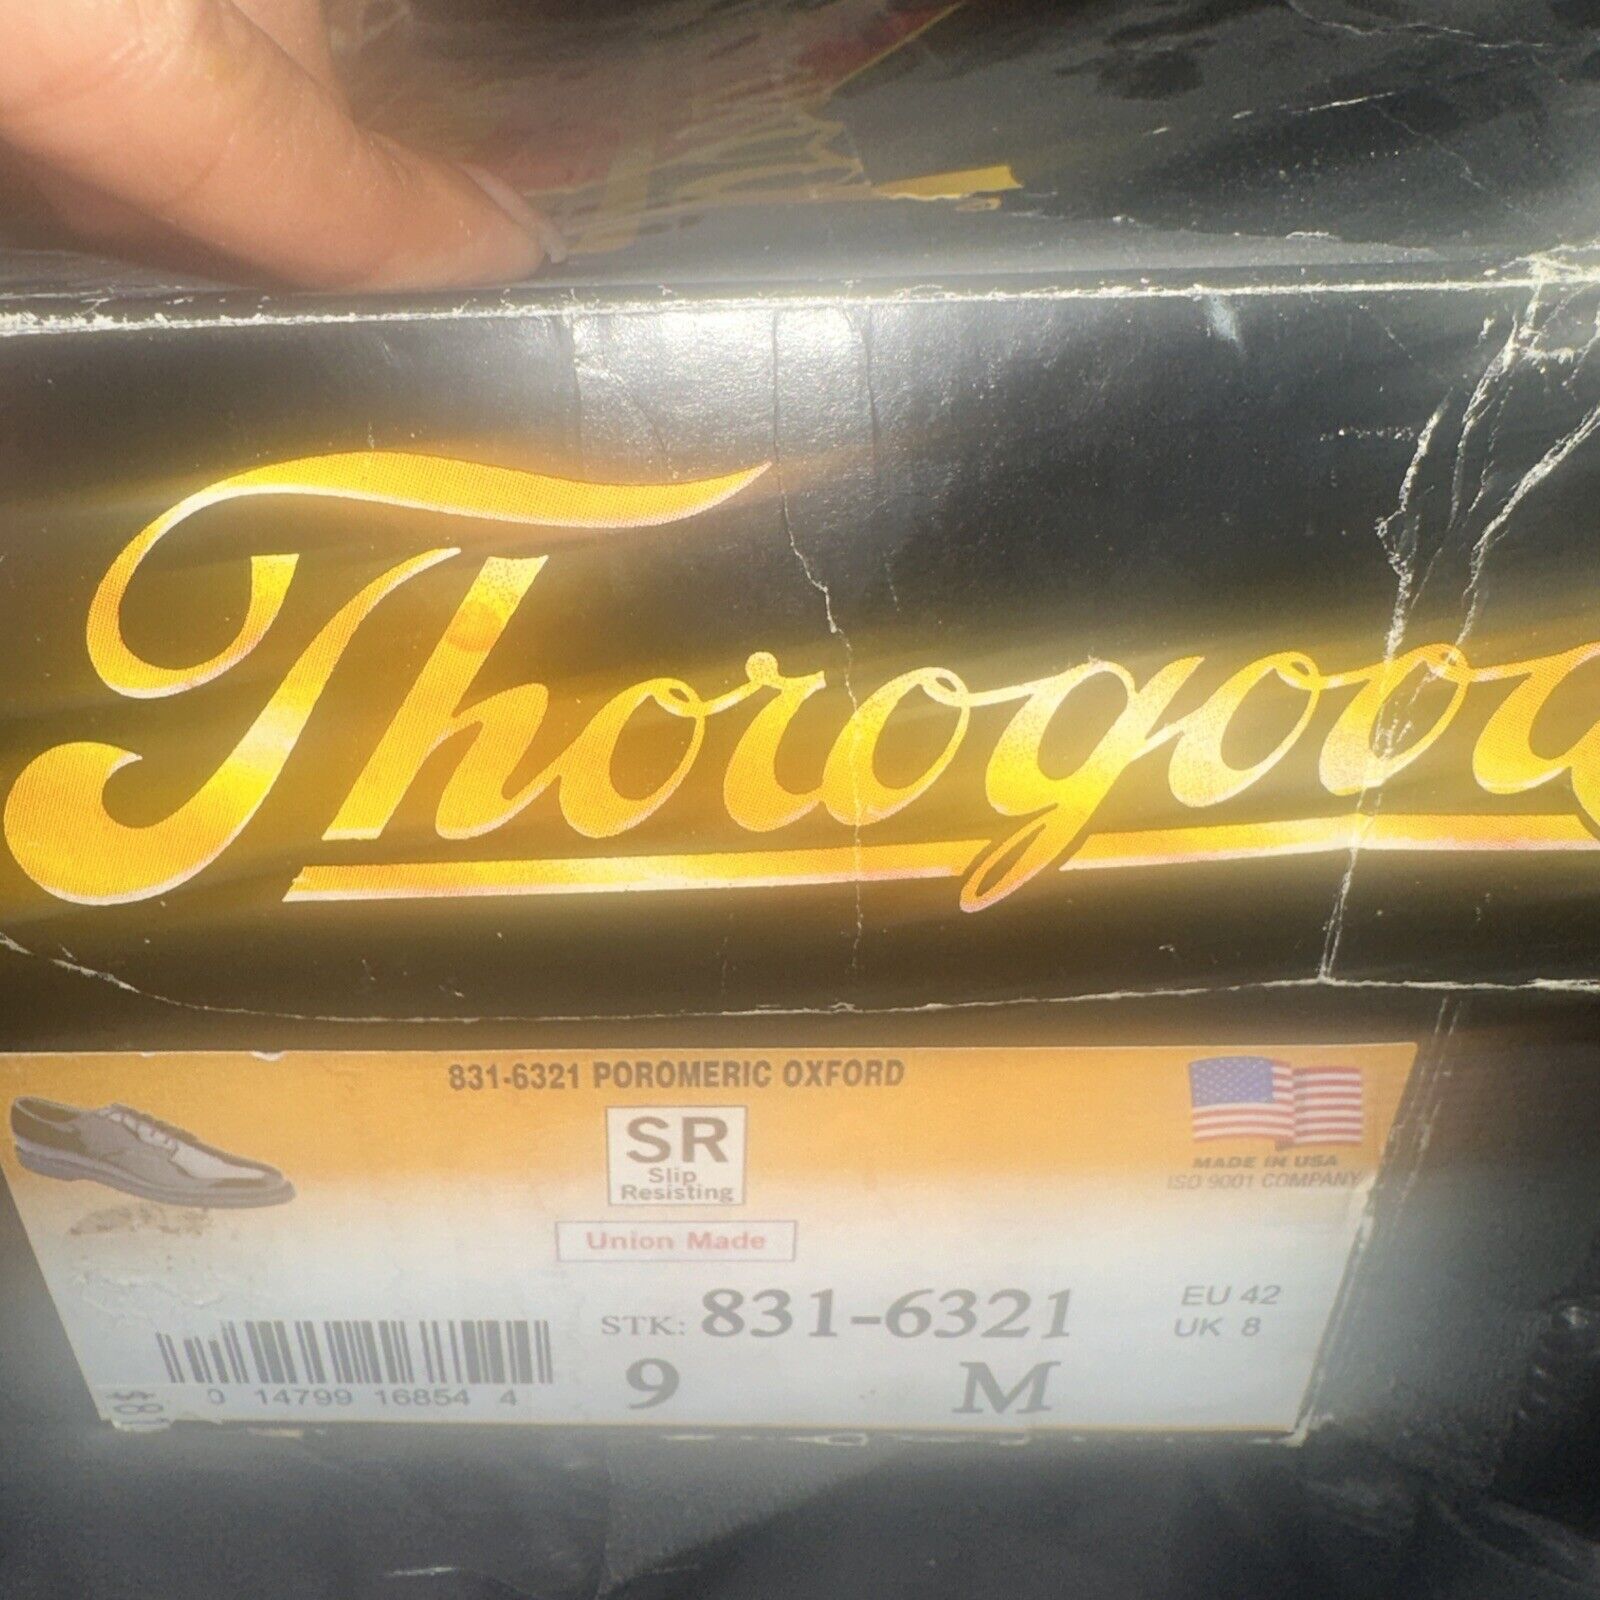 Thorogood
831-6321 POROMERIC OXFORD
SR
Slip
Resisting
MADE IN USA
ISO 9001 COMPANY
Union Made
STK: 831-6321
EU 42
UK 8
9 M
0 14799 16854 4